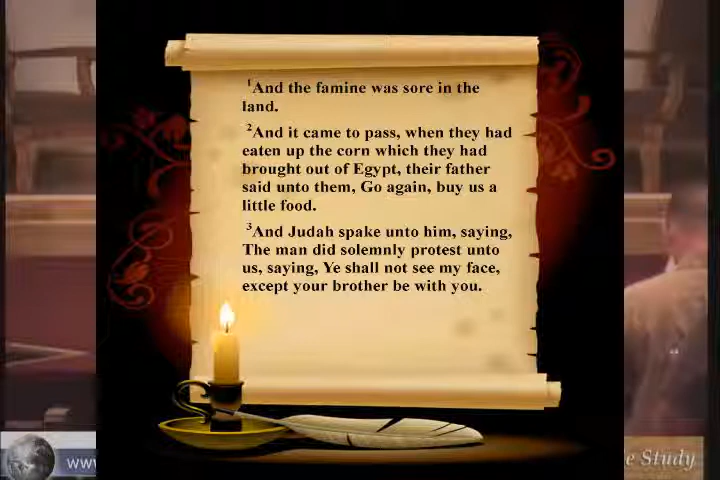 1And the famine was sore in the
land.
2And it came to pass, when they had
eaten up the corn which they had
brought out of Egypt, their father
said unto them, Go again, buy us a
little food.
3And Judah spake unto him, saying,
The man did solemnly protest unto
us, saying, Ye shall not see my face,
except your brother be with you.
www
e Study